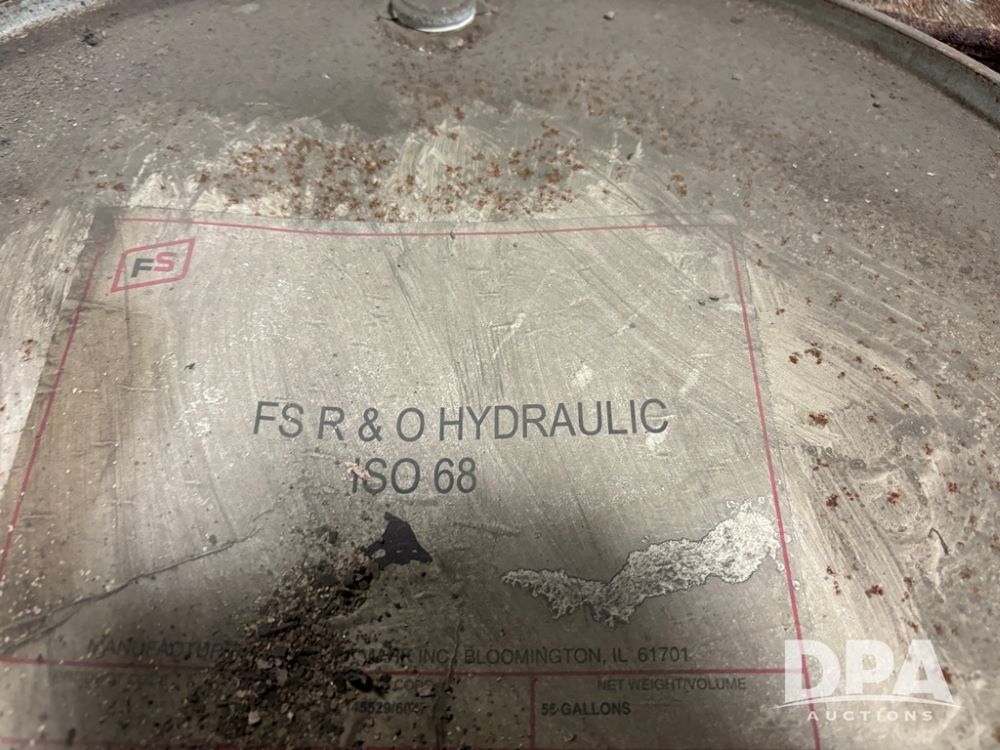 FS
FS R & O HYDRAULIC
ISO 68
INC, BLOOMINGTON, IL 61701
NET WEIGHT/VOLUME
55 GALLONS
DPA
AUCTIONS